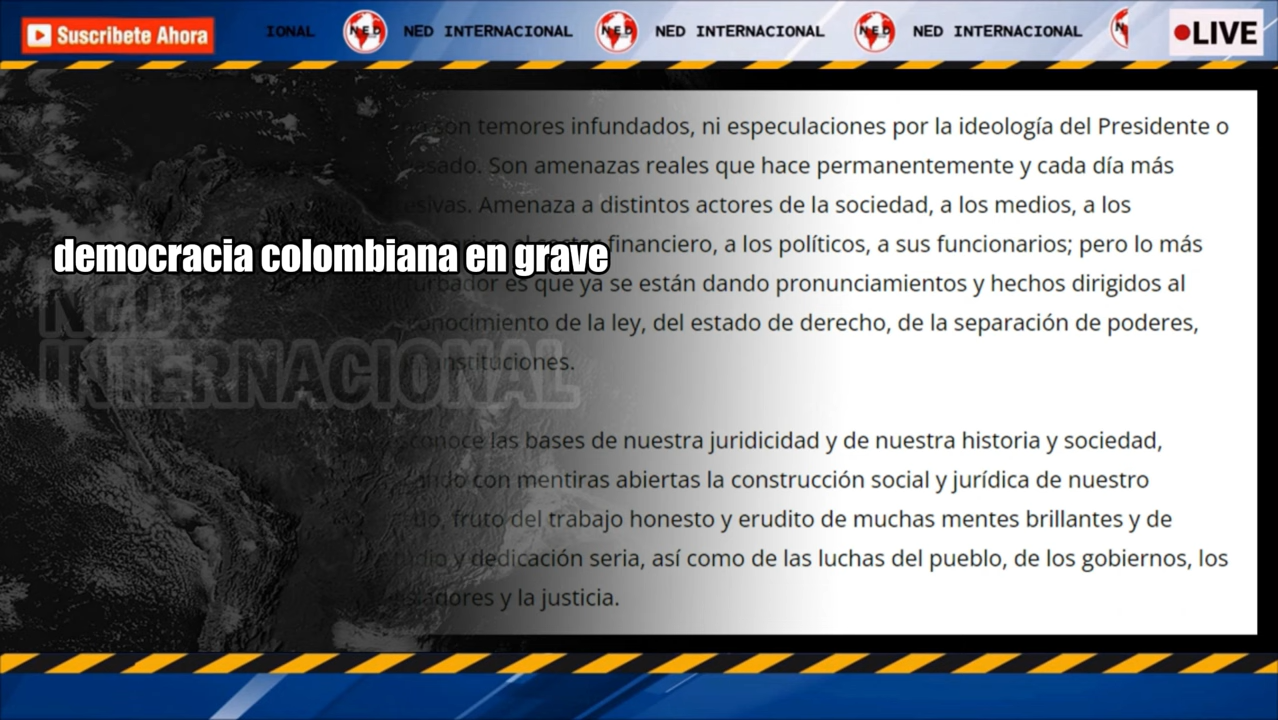 Suscribete Ahora
IONAL NED NED INTERNACIONAL NED NED INTERNACIONAL NED NED INTERNACIONAL
LIVE
son temores infundados, ni especulaciones por la ideología del Presidente o
Son amenazas reales que hace permanentemente y cada día más
Amenaza a distintos actores de la sociedad, a los medios, a los
financiero, a los políticos, a sus funcionarios; pero lo más
democracia colombiana en grave
es que ya se están dando pronunciamientos y hechos dirigidos al
de la ley, del estado de derecho, de la separación de poderes,
instituciones.
NED
INTERNACIONAL
las bases de nuestra juridicidad y de nuestra historia y sociedad,
con mentiras abiertas la construcción social y jurídica de nuestro
fruto del trabajo honesto y erudito de muchas mentes brillantes y de
y dedicación seria, así como de las luchas del pueblo, de los gobiernos, los
y la justicia.